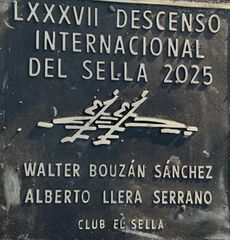 LXXXVII DESCENSO
INTERNACIONAL
DEL SELLA 2025
WALTER BOUZÁN SÁNCHEZ
ALBERTO LLERA SERRANO
CLUB EL SELLA